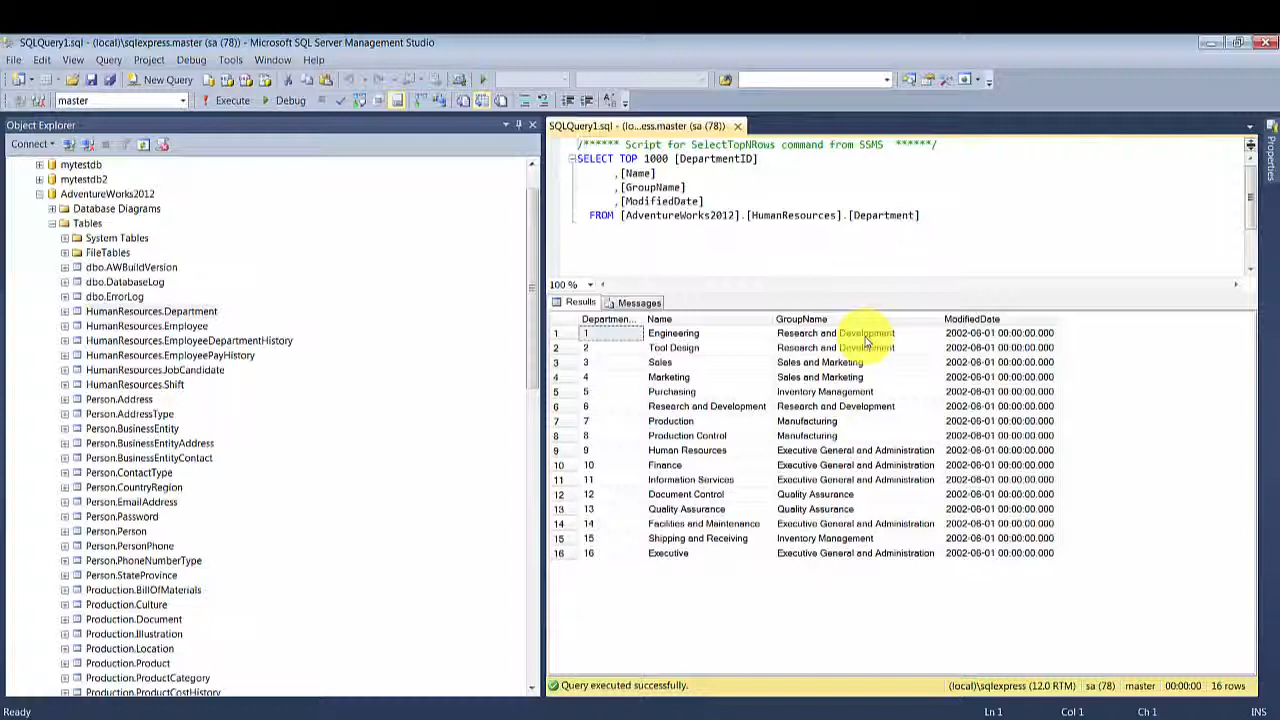 SQLQuery1.sql - (local)\sqlexpress.master (sa (78)) - Microsoft SQL Server Management Studio
File Edit View Query Project Debug Tools Window Help
New Query
master Execute Debug
Object Explorer
Connect
mytestdb
mytestdb2
AdventureWorks2012
Database Diagrams
Tables
System Tables
FileTables
dbo.AWBuildVersion
dbo.DatabaseLog
dbo.ErrorLog
HumanResources.Department
HumanResources.Employee
HumanResources.EmployeeDepartmentHistory
HumanResources.EmployeePayHistory
HumanResources.JobCandidate
HumanResources.Shift
Person.Address
Person.AddressType
Person.BusinessEntity
Person.BusinessEntityAddress
Person.BusinessEntityContact
Person.ContactType
Person.CountryRegion
Person.EmailAddress
Person.Password
Person.Person
Person.PersonPhone
Person.PhoneNumberType
Person.StateProvince
Production.BillOfMaterials
Production.Culture
Production.Document
Production.Illustration
Production.Location
Production.Product
Production.ProductCategory
Production.ProductCostHistory
SQLQuery1.sql - (lo...ess.master (sa (78))
/****** Script for SelectTopNRows command from SSMS ******/
SELECT TOP 1000 [DepartmentID]
,[Name]
,[GroupName]
,[ModifiedDate]
FROM [AdventureWorks2012].[HumanResources].[Department]
100 %
Results Messages
Departmen... Name GroupName ModifiedDate
1 1 Engineering Research and Development 2002-06-01 00:00:00.000
2 2 Tool Design Research and Development 2002-06-01 00:00:00.000
3 3 Sales Sales and Marketing 2002-06-01 00:00:00.000
4 4 Marketing Sales and Marketing 2002-06-01 00:00:00.000
5 5 Purchasing Inventory Management 2002-06-01 00:00:00.000
6 6 Research and Development Research and Development 2002-06-01 00:00:00.000
7 7 Production Manufacturing 2002-06-01 00:00:00.000
8 8 Production Control Manufacturing 2002-06-01 00:00:00.000
9 9 Human Resources Executive General and Administration 2002-06-01 00:00:00.000
10 10 Finance Executive General and Administration 2002-06-01 00:00:00.000
11 11 Information Services Executive General and Administration 2002-06-01 00:00:00.000
12 12 Document Control Quality Assurance 2002-06-01 00:00:00.000
13 13 Quality Assurance Quality Assurance 2002-06-01 00:00:00.000
14 14 Facilities and Maintenance Executive General and Administration 2002-06-01 00:00:00.000
15 15 Shipping and Receiving Inventory Management 2002-06-01 00:00:00.000
16 16 Executive Executive General and Administration 2002-06-01 00:00:00.000
Query executed successfully. (local)\sqlexpress (12.0 RTM) sa (78) master 00:00:00 16 rows
Properties
Ready Ln 1 Col 1 Ch 1 INS